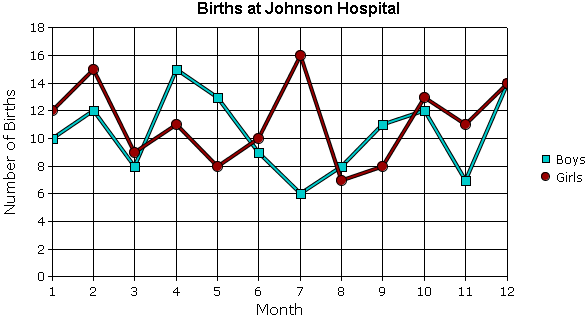 Births at Johnson Hospital
18
16
14
12
10
8
6
4
2
0
Number of Births
1 2 3 4 5 6 7 8 9 10 11 12
Month
Boys
Girls